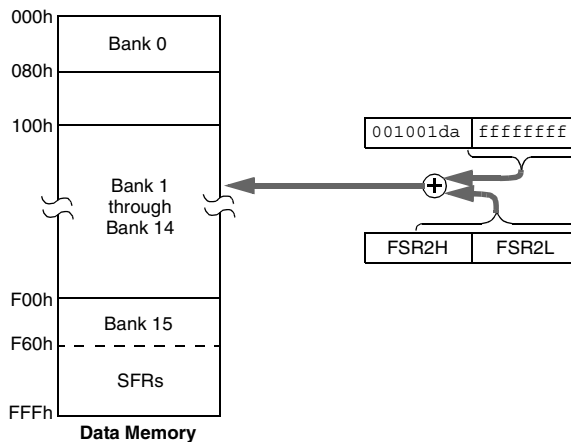 000h
Bank 0
080h
100h
001001da ffffffff
Bank 1
through
Bank 14
FSR2H FSR2L
F00h
Bank 15
F60h
SFRs
FFFh
Data Memory